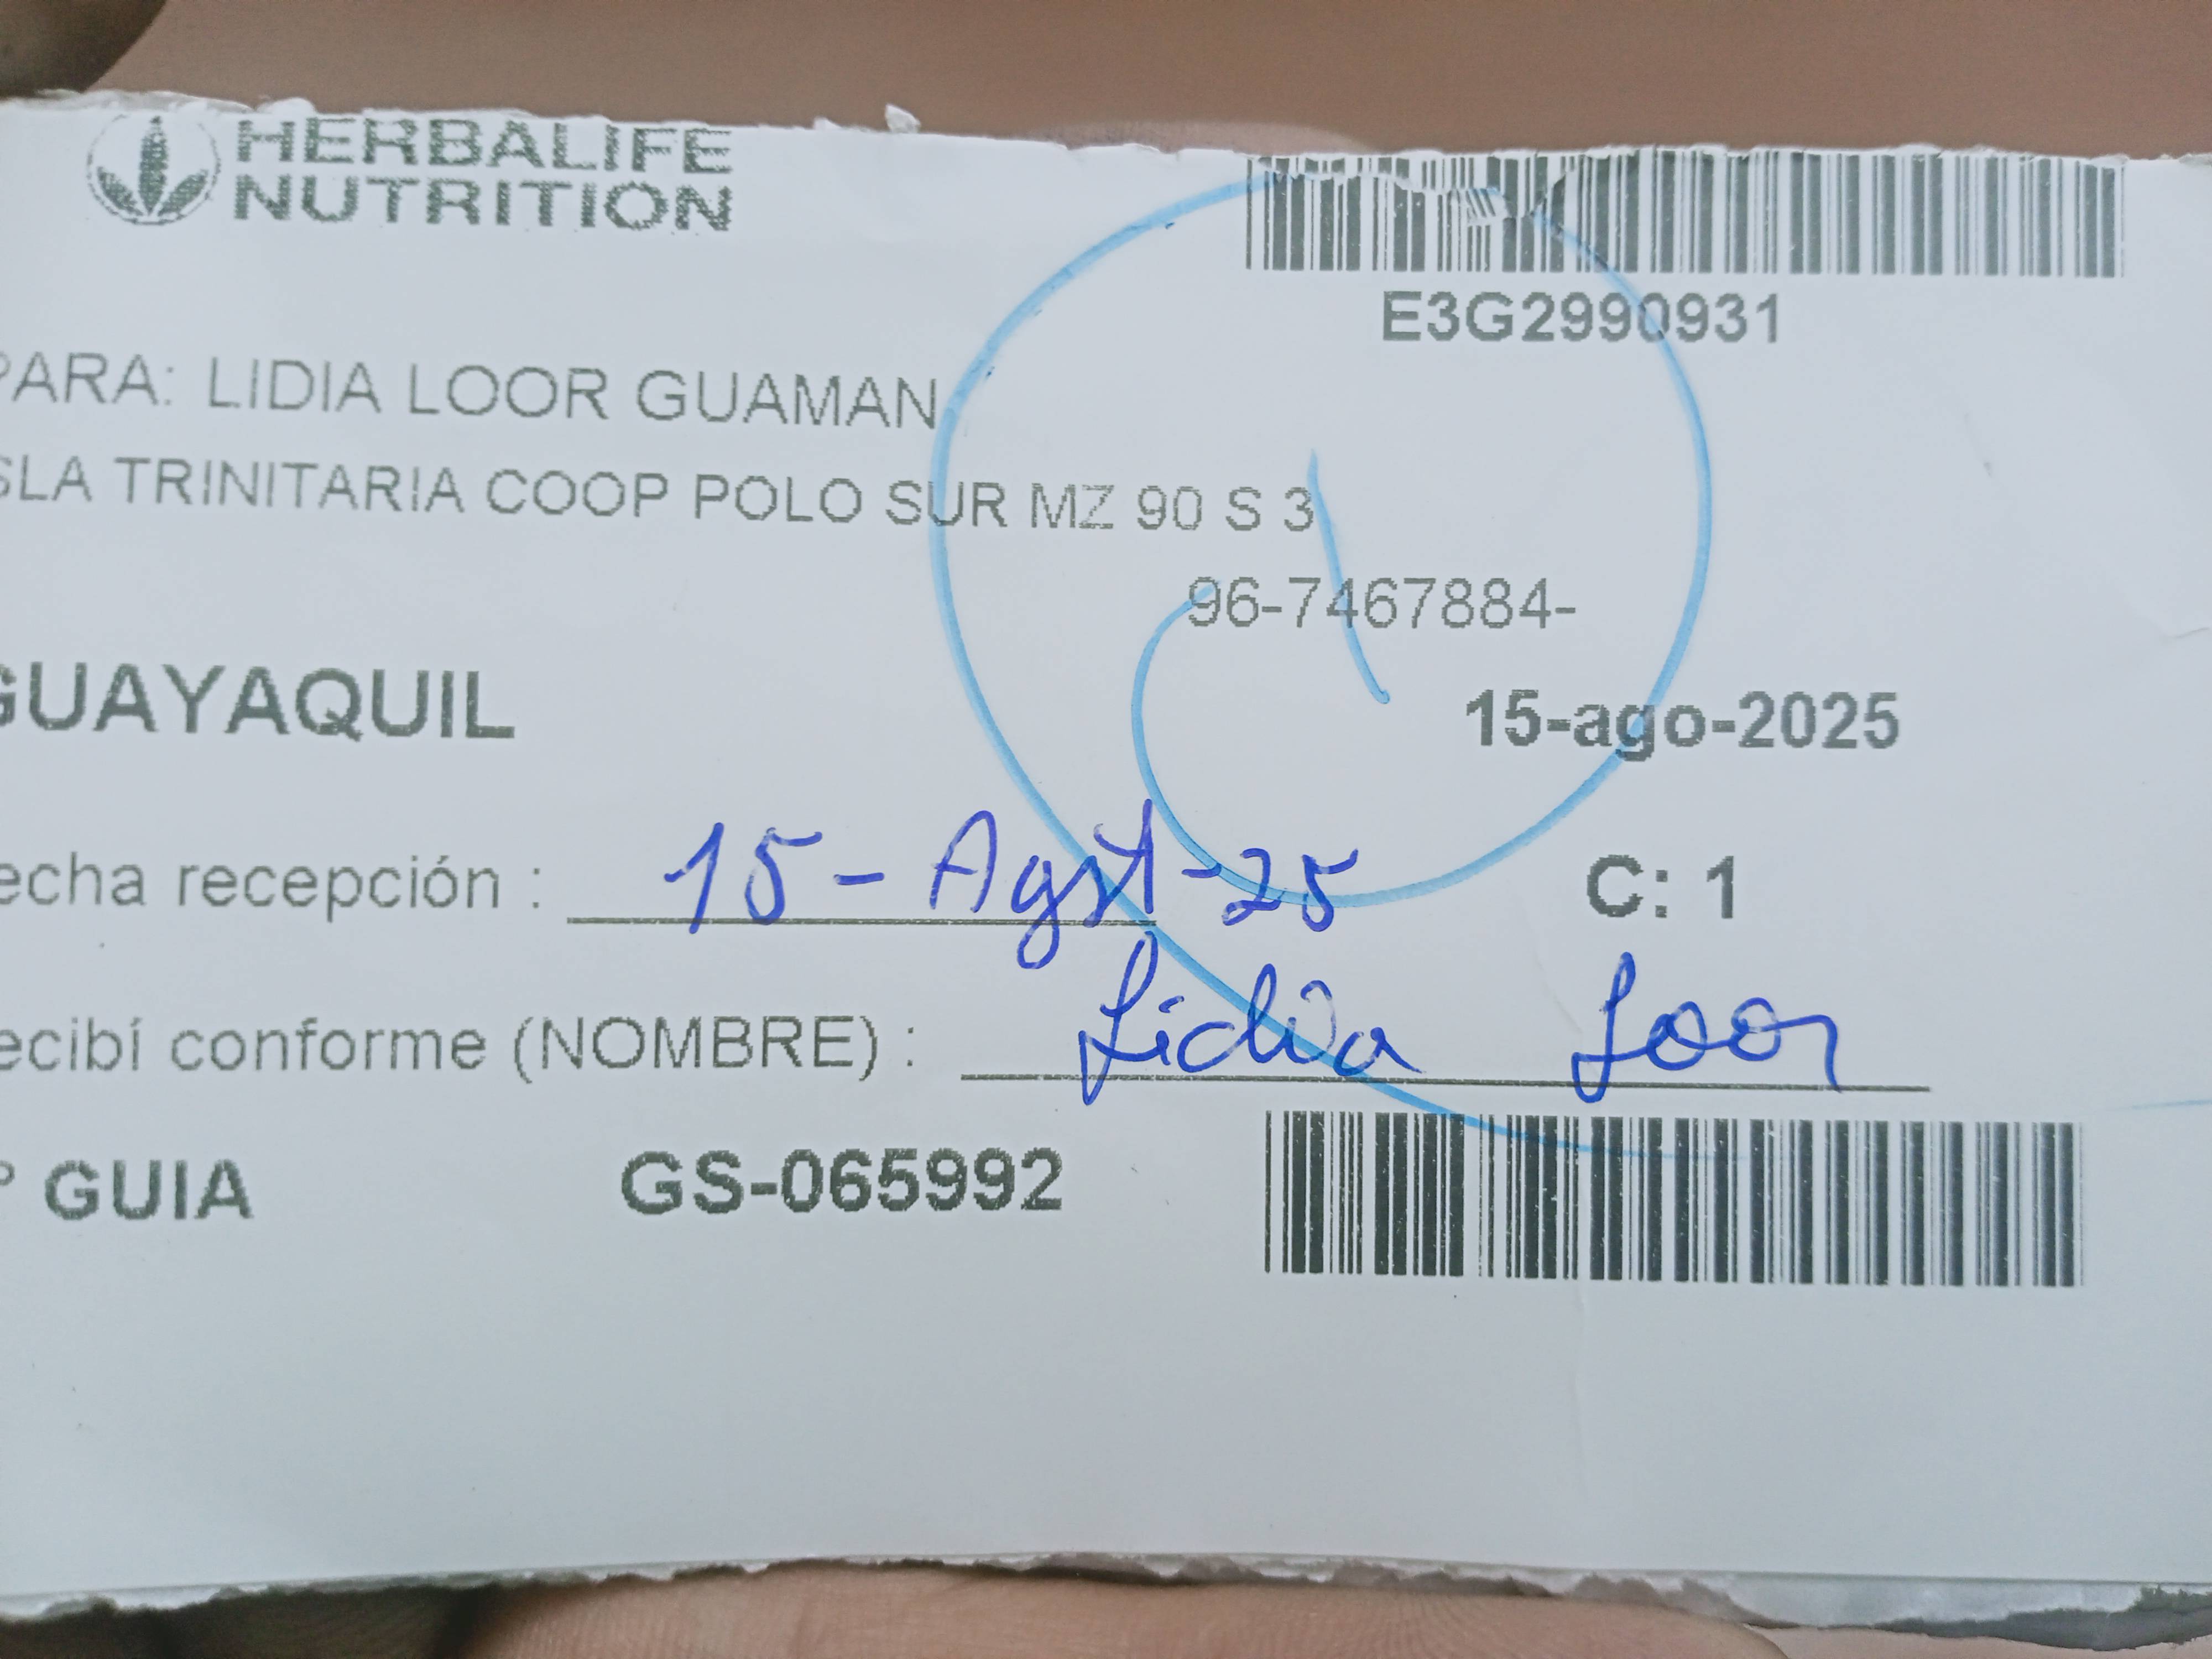 HERBALIFE
NUTRITION
E3G2990931
PARA: LIDIA LOOR GUAMAN
SLA TRINITARIA COOP POLO SUR MZ 90 S 3
96-7467884-
GUAYAQUIL
15-ago-2025
echa recepción : 15 - Agst - 25
C: 1
ecibí conforme (NOMBRE) : Lidia Loor
° GUIA GS-065992